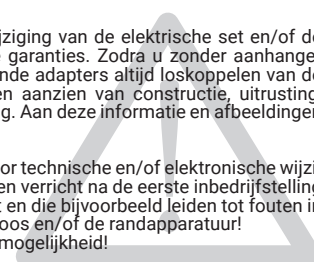 ziging van de elektrische set en/of de
garanties. Zodra u zonder aanhange
nde adapters altijd loskoppelen van de
en aanzien van constructie, uitrusting
g. Aan deze informatie en afbeeldingen
or technische en/of elektronische wijzi
en verricht na de eerste inbedrijfstelling
t en die bijvoorbeeld leiden tot fouten i
oos en/of de randapparatuur!
mogelijkheid!